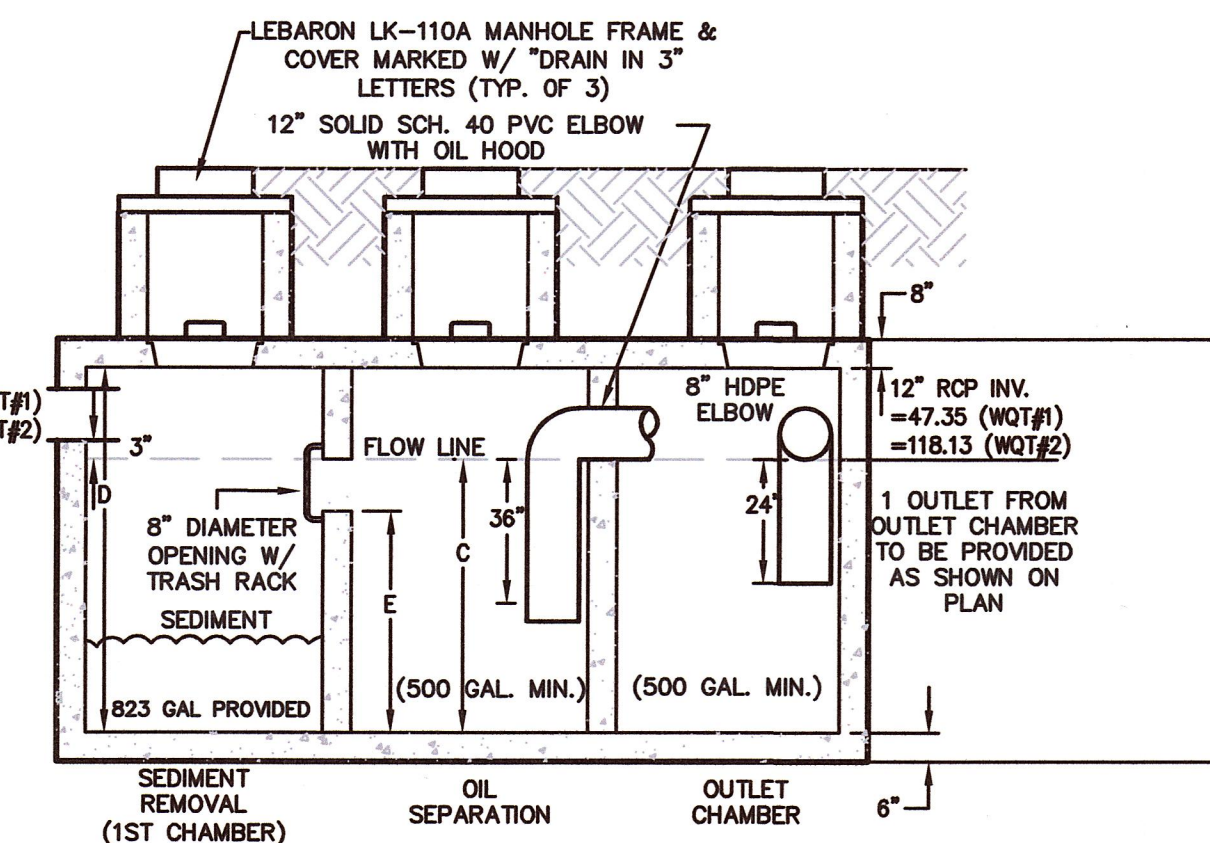 LEBARON LK-110A MANHOLE FRAME &
COVER MARKED W/ "DRAIN IN 3"
LETTERS (TYP. OF 3)
12" SOLID SCH. 40 PVC ELBOW
WITH OIL HOOD
8"
T#1)
T#2)
3"
FLOW LINE
8" HDPE
ELBOW
12" RCP INV.
=47.35 (WQT#1)
=118.13 (WQT#2)
D
8" DIAMETER
OPENING W/
TRASH RACK
36"
C
E
24"
1 OUTLET FROM
OUTLET CHAMBER
TO BE PROVIDED
AS SHOWN ON
PLAN
SEDIMENT
823 GAL PROVIDED
(500 GAL. MIN.)
(500 GAL. MIN.)
SEDIMENT
REMOVAL
(1ST CHAMBER)
OIL
SEPARATION
OUTLET
CHAMBER
6"